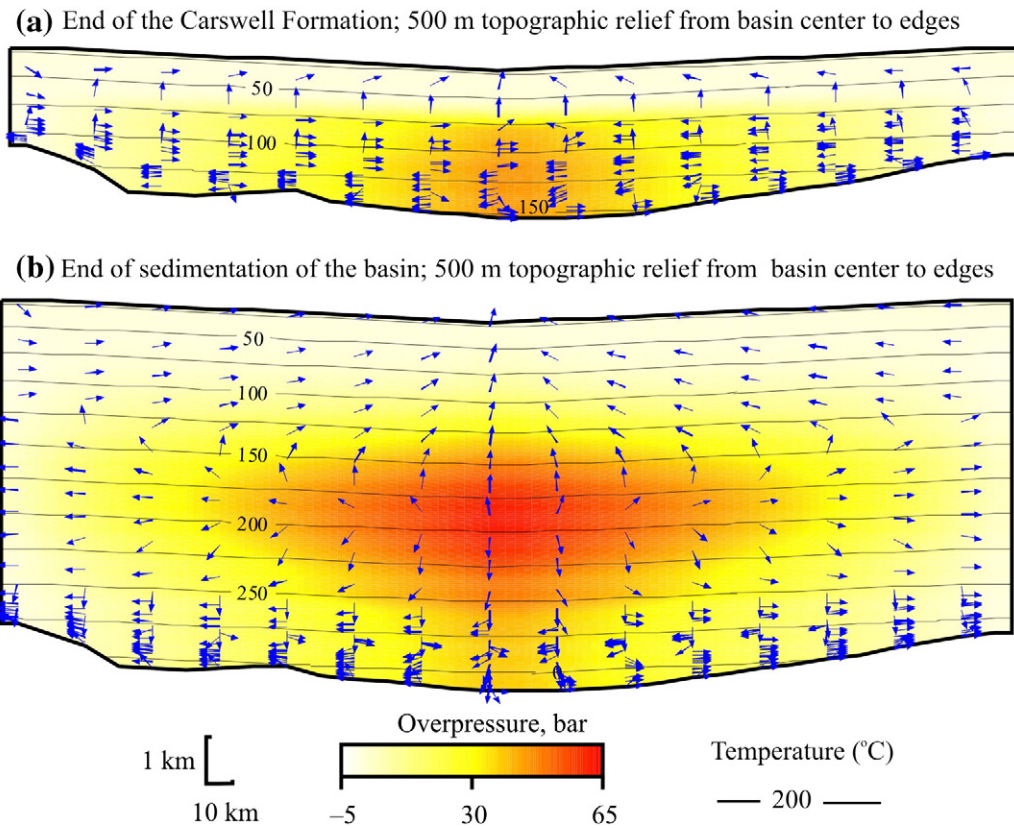 (a) End of the Carswell Formation; 500 m topographic relief from basin center to edges
50
100
150
(b) End of sedimentation of the basin; 500 m topographic relief from basin center to edges
50
100
150
200
250
Overpressure, bar
Temperature (°C)
1 km
10 km
–5 30 65
200